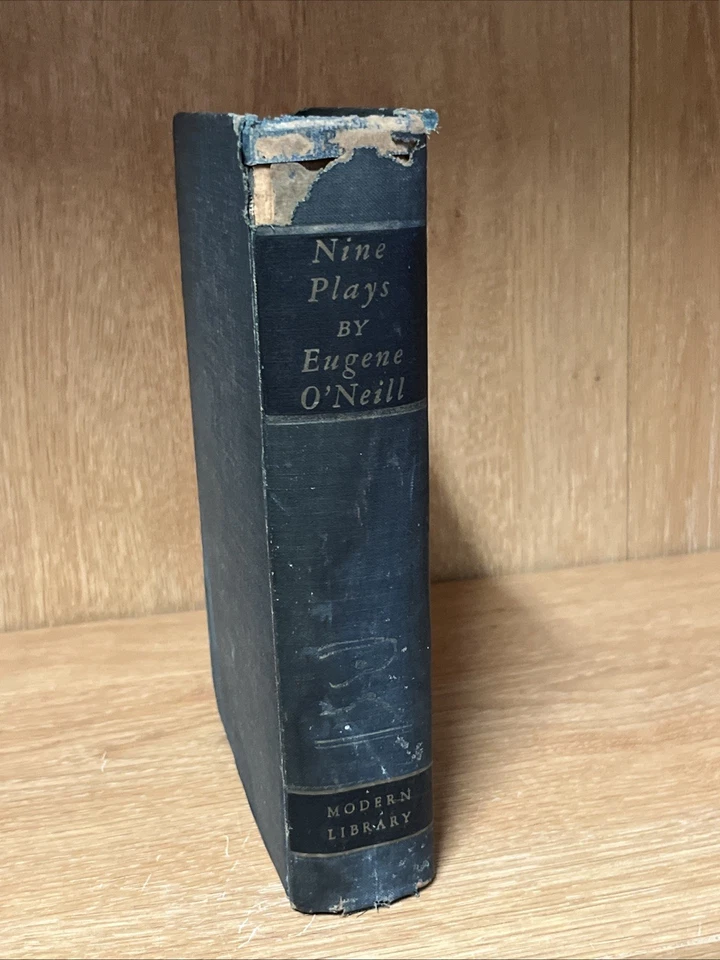 Nine
Plays
BY
Eugene
O'Neill
MODERN
LIBRARY